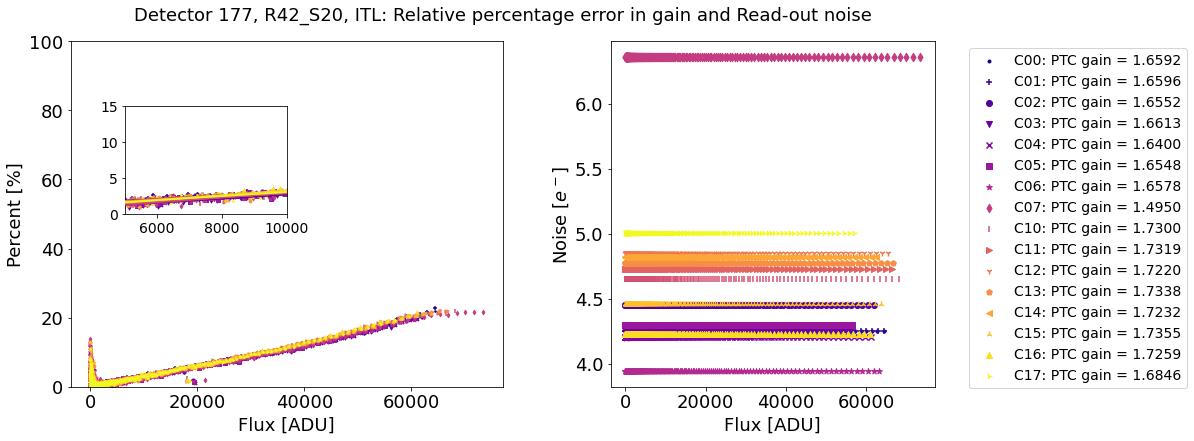 Detector 177, R42_S20, ITL: Relative percentage error in gain and Read-out noise
100
80
60
40
20
0
Percent [%]
15
10
5
0
6000 8000 10000
0 20000 40000 60000
Flux [ADU]
6.0
5.5
5.0
4.5
4.0
Noise [e⁻]
0 20000 40000 60000
Flux [ADU]
C00: PTC gain = 1.6592
C01: PTC gain = 1.6596
C02: PTC gain = 1.6552
C03: PTC gain = 1.6613
C04: PTC gain = 1.6400
C05: PTC gain = 1.6548
C06: PTC gain = 1.6578
C07: PTC gain = 1.4950
C10: PTC gain = 1.7300
C11: PTC gain = 1.7319
C12: PTC gain = 1.7220
C13: PTC gain = 1.7338
C14: PTC gain = 1.7232
C15: PTC gain = 1.7355
C16: PTC gain = 1.7259
C17: PTC gain = 1.6846